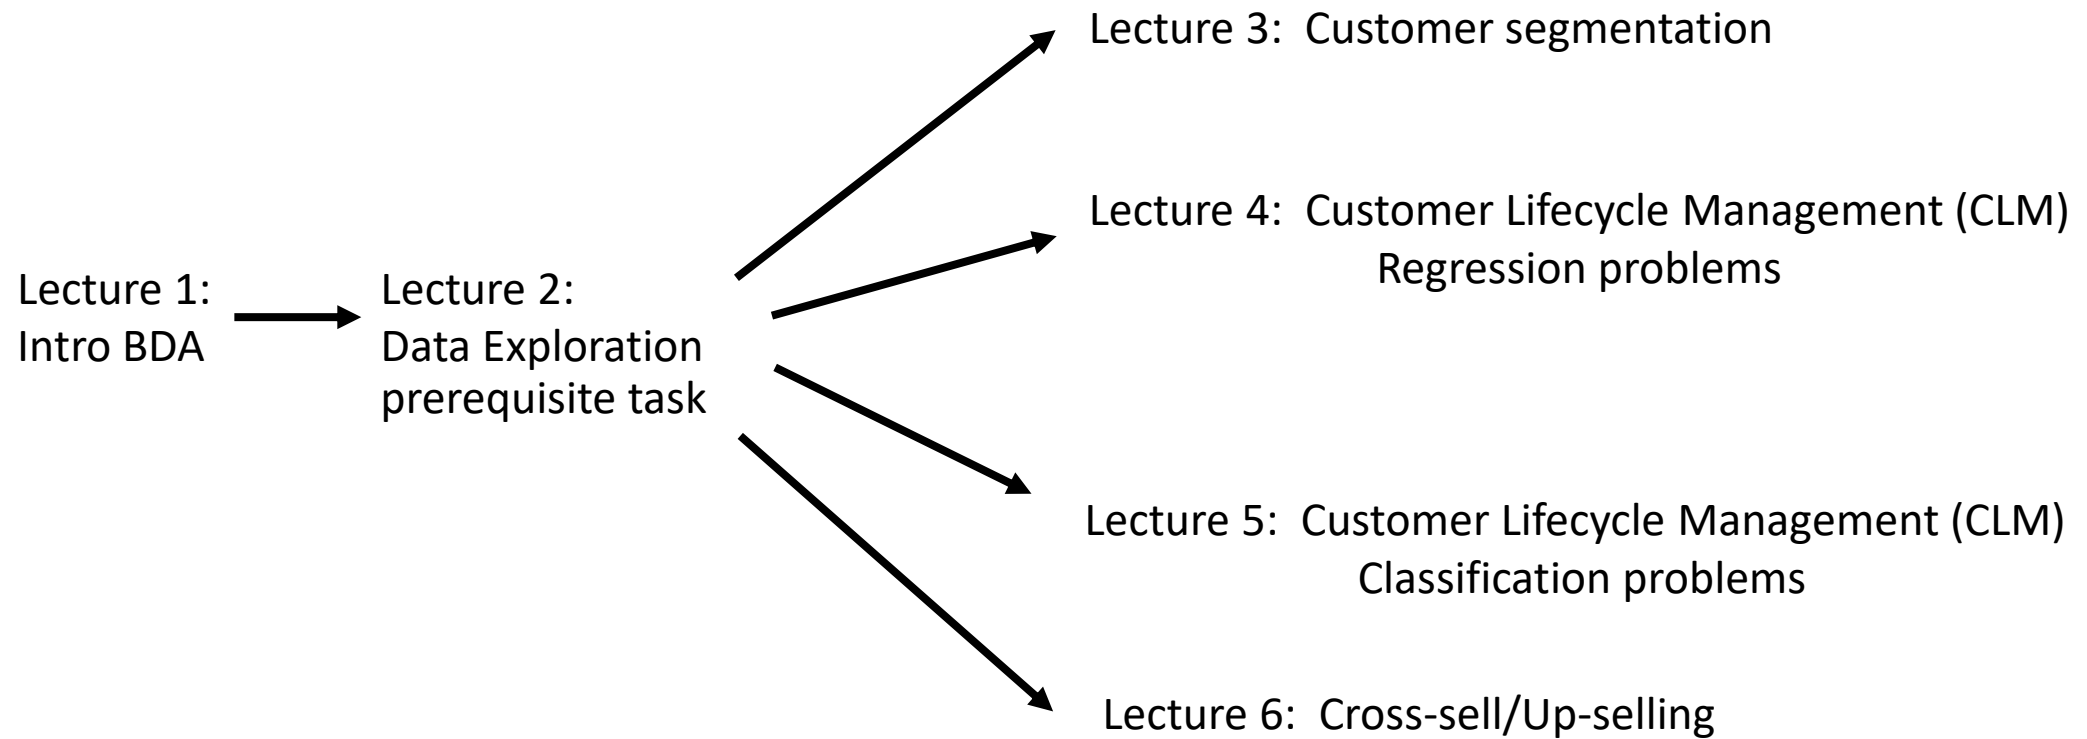 Lecture 1:
Intro BDA
Lecture 2:
Data Exploration
prerequisite task
Lecture 3:  Customer segmentation
Lecture 4:  Customer Lifecycle Management (CLM)
Regression problems
Lecture 5:  Customer Lifecycle Management (CLM)
Classification problems
Lecture 6:  Cross-sell/Up-selling